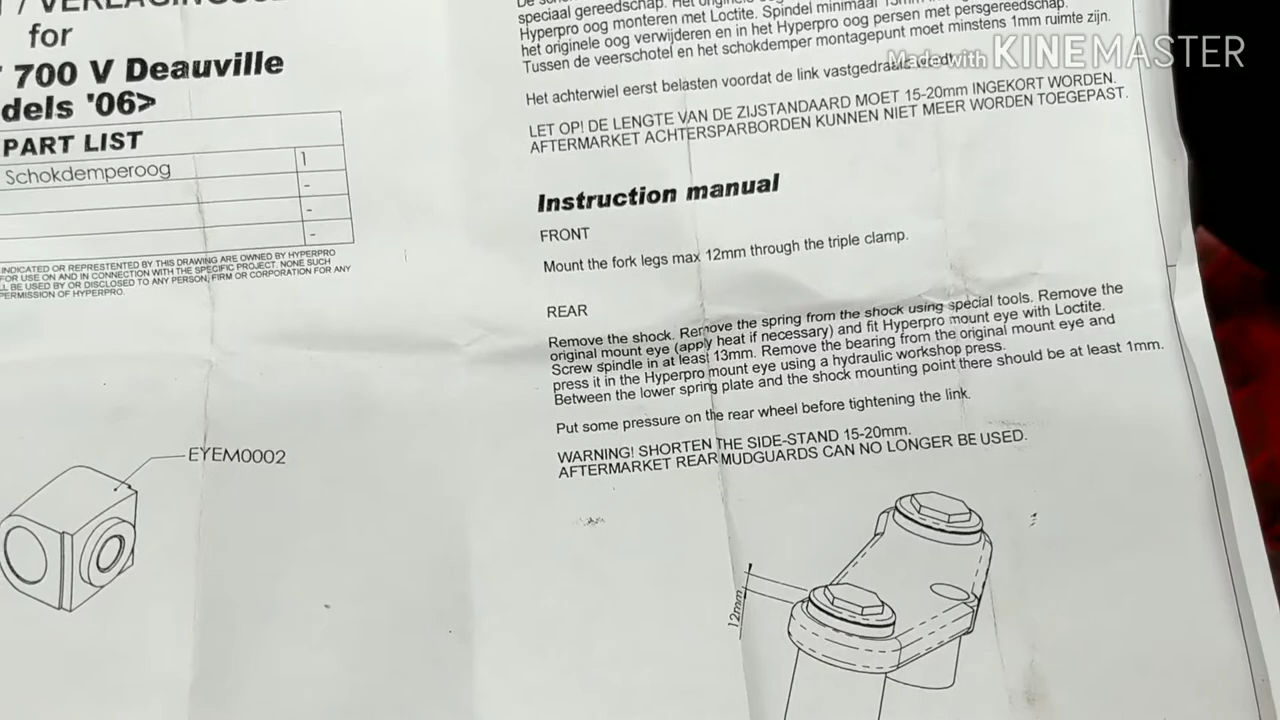 / VERLAGINGSSE
for
700 V Deauville
dels '06>
PART LIST
Schokdemperoog 1
-
-
-
INDICATED OR REPRESTENTED BY THIS DRAWING ARE OWNED BY HYPERPRO
FOR USE ON AND IN CONNECTION WITH THE SPECIFIC PROJECT. NONE SUCH
LL BE USED BY OR DISCLOSED TO ANY PERSON, FIRM OR CORPORATION FOR ANY
PERMISSION OF HYPERPRO.
EYEM0002
speciaal gereedschap. Het
Hyperpro oog monteren met Loctite. Spindel minimaal
het originele oog verwijderen en in het Hyperpro oog persen met persgereedschap.
Tussen de veerschotel en het schokdemper montagepunt moet minstens 1mm ruimte zijn.
Made with KINEMASTER
Het achterwiel eerst belasten voordat de link
LET OP! DE LENGTE VAN DE ZIJSTANDAARD MOET 15-20mm INGEKORT WORDEN.
AFTERMARKET ACHTERSPARBORDEN KUNNEN NIET MEER WORDEN TOEGEPAST.
Instruction manual
FRONT
Mount the fork legs max 12mm through the triple clamp.
REAR
Remove the shock. Remove the spring from the shock using special tools. Remove the
original mount eye (apply heat if necessary) and fit Hyperpro mount eye with Loctite.
Screw spindle in at least 13mm. Remove the bearing from the original mount eye and
press it in the Hyperpro mount eye using a hydraulic workshop press.
Between the lower spring plate and the shock mounting point there should be at least 1mm.
Put some pressure on the rear wheel before tightening the link.
WARNING! SHORTEN THE SIDE-STAND 15-20mm.
AFTERMARKET REAR MUDGUARDS CAN NO LONGER BE USED.
12mm